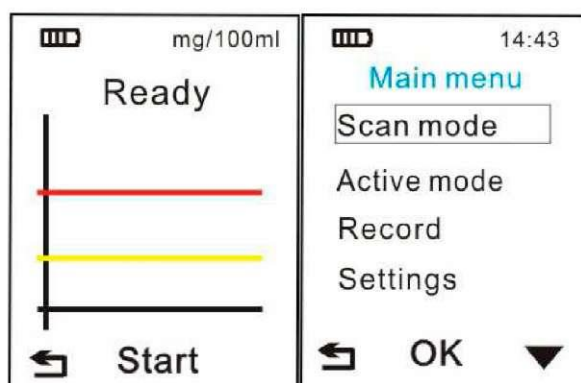 mg/100ml
Ready
Start
14:43
Main menu
Scan mode
Active mode
Record
Settings
OK